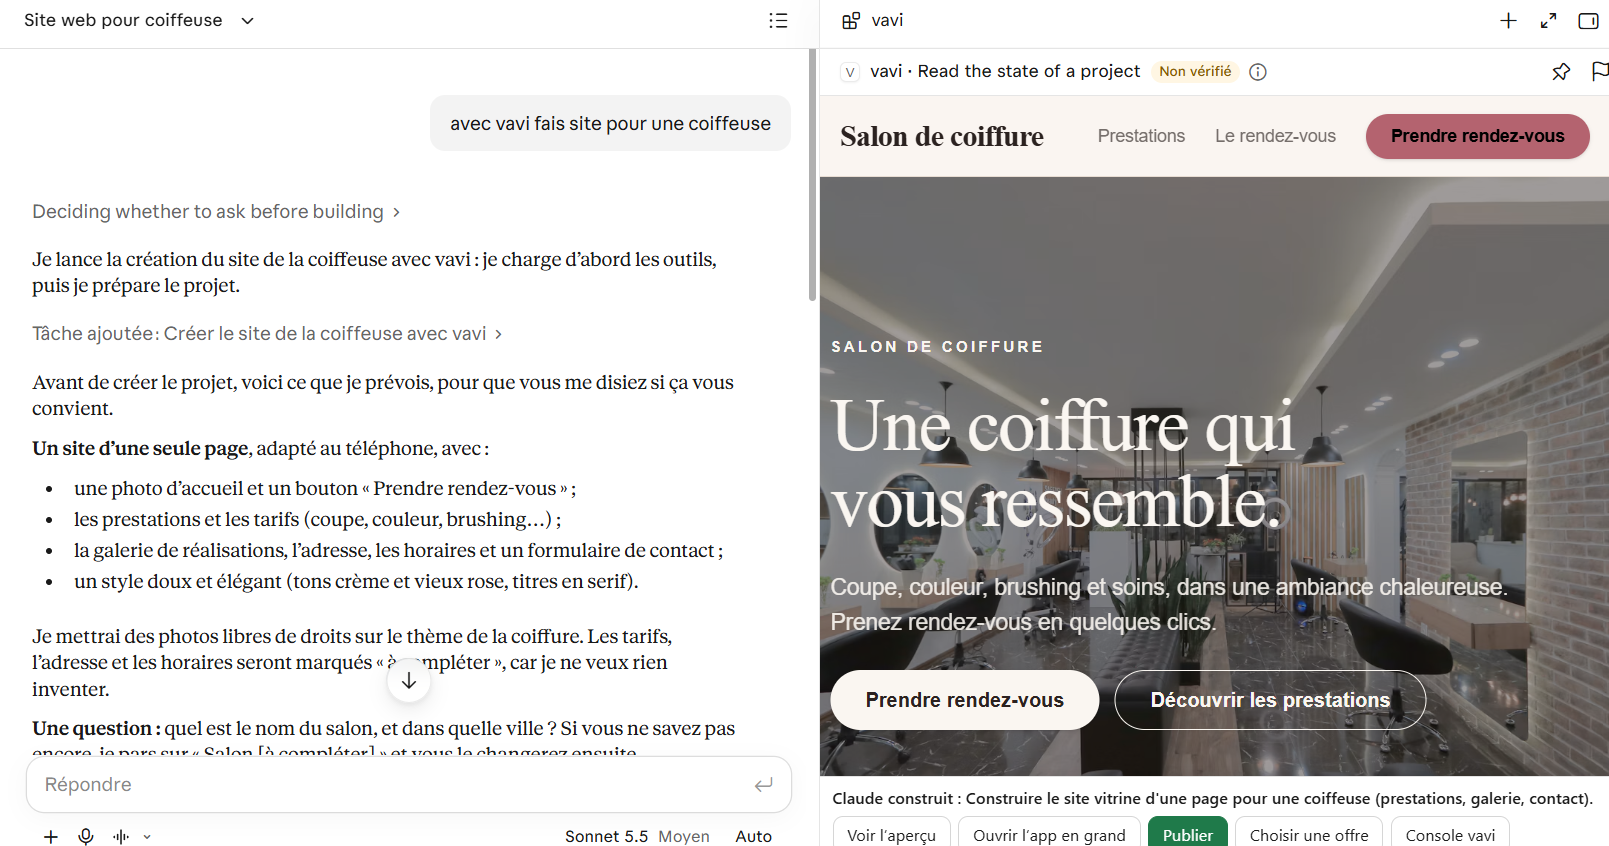 Site web pour coiffeuse
avec vavi fais site pour une coiffeuse
Deciding whether to ask before building
Je lance la création du site de la coiffeuse avec vavi : je charge d’abord les outils,
puis je prépare le projet.
Tâche ajoutée : Créer le site de la coiffeuse avec vavi
Avant de créer le projet, voici ce que je prévois, pour que vous me disiez si ça vous
convient.
Un site d’une seule page, adapté au téléphone, avec :
• une photo d’accueil et un bouton « Prendre rendez-vous » ;
• les prestations et les tarifs (coupe, couleur, brushing…) ;
• la galerie de réalisations, l’adresse, les horaires et un formulaire de contact ;
• un style doux et élégant (tons crème et vieux rose, titres en serif).
Je mettrai des photos libres de droits sur le thème de la coiffure. Les tarifs,
l’adresse et les horaires seront marqués « à compléter », car je ne veux rien
inventer.
Une question : quel est le nom du salon, et dans quelle ville ? Si vous ne savez pas
encore, je pars sur « Salon [à compléter] » et vous le changerez ensuite.
Répondre
Sonnet 5.5 Moyen Auto
vavi
V vavi · Read the state of a project Non vérifié
Salon de coiffure Prestations Le rendez-vous Prendre rendez-vous
SALON DE COIFFURE
Une coiffure qui
vous ressemble.
Coupe, couleur, brushing et soins, dans une ambiance chaleureuse.
Prenez rendez-vous en quelques clics.
Prendre rendez-vous Découvrir les prestations
Claude construit : Construire le site vitrine d'une page pour une coiffeuse (prestations, galerie, contact).
Voir l’aperçu Ouvrir l’app en grand Publier Choisir une offre Console vavi